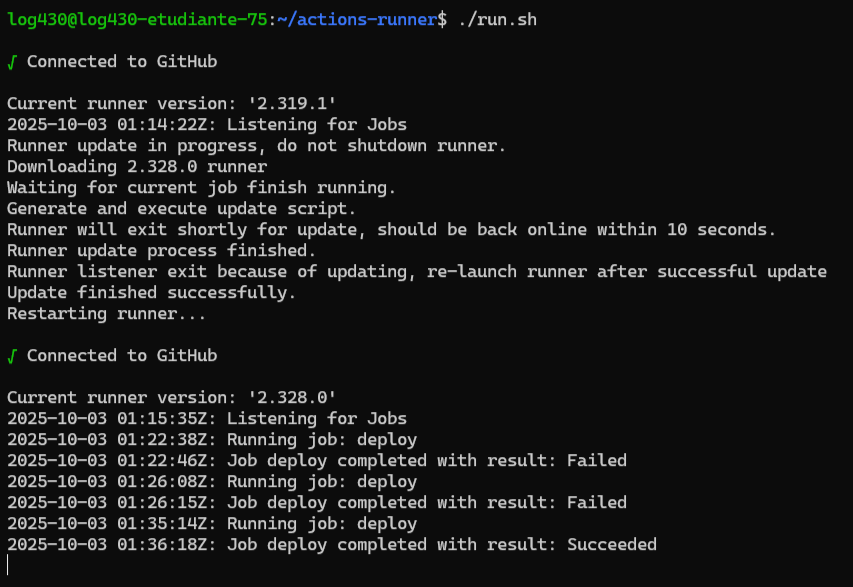 log430@log430-etudiante-75:~/actions-runner$ ./run.sh
√ Connected to GitHub
Current runner version: '2.319.1'
2025-10-03 01:14:22Z: Listening for Jobs
Runner update in progress, do not shutdown runner.
Downloading 2.328.0 runner
Waiting for current job finish running.
Generate and execute update script.
Runner will exit shortly for update, should be back online within 10 seconds.
Runner update process finished.
Runner listener exit because of updating, re-launch runner after successful update
Update finished successfully.
Restarting runner...
√ Connected to GitHub
Current runner version: '2.328.0'
2025-10-03 01:15:35Z: Listening for Jobs
2025-10-03 01:22:38Z: Running job: deploy
2025-10-03 01:22:46Z: Job deploy completed with result: Failed
2025-10-03 01:26:08Z: Running job: deploy
2025-10-03 01:26:15Z: Job deploy completed with result: Failed
2025-10-03 01:35:14Z: Running job: deploy
2025-10-03 01:36:18Z: Job deploy completed with result: Succeeded